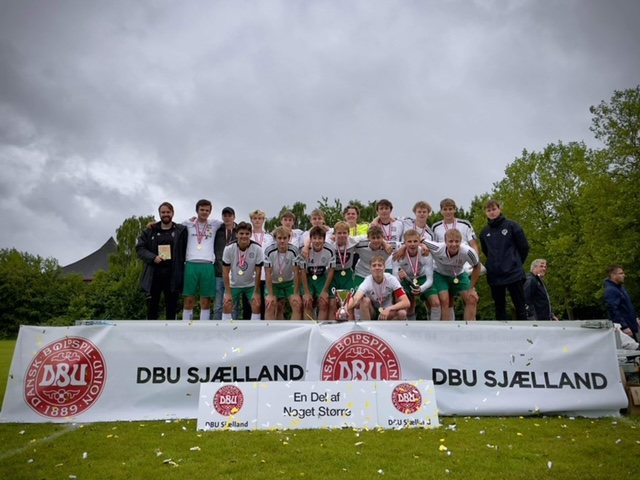 DANSK BOLDSPIL-UNION
DBU
1889
DBU SJÆLLAND
DANSK BOLDSPIL-UNION
DBU
DBU SJÆLLAND
DBU
DBU Sjælland
En Del af
Noget Større
DBU
DBU Sjælland